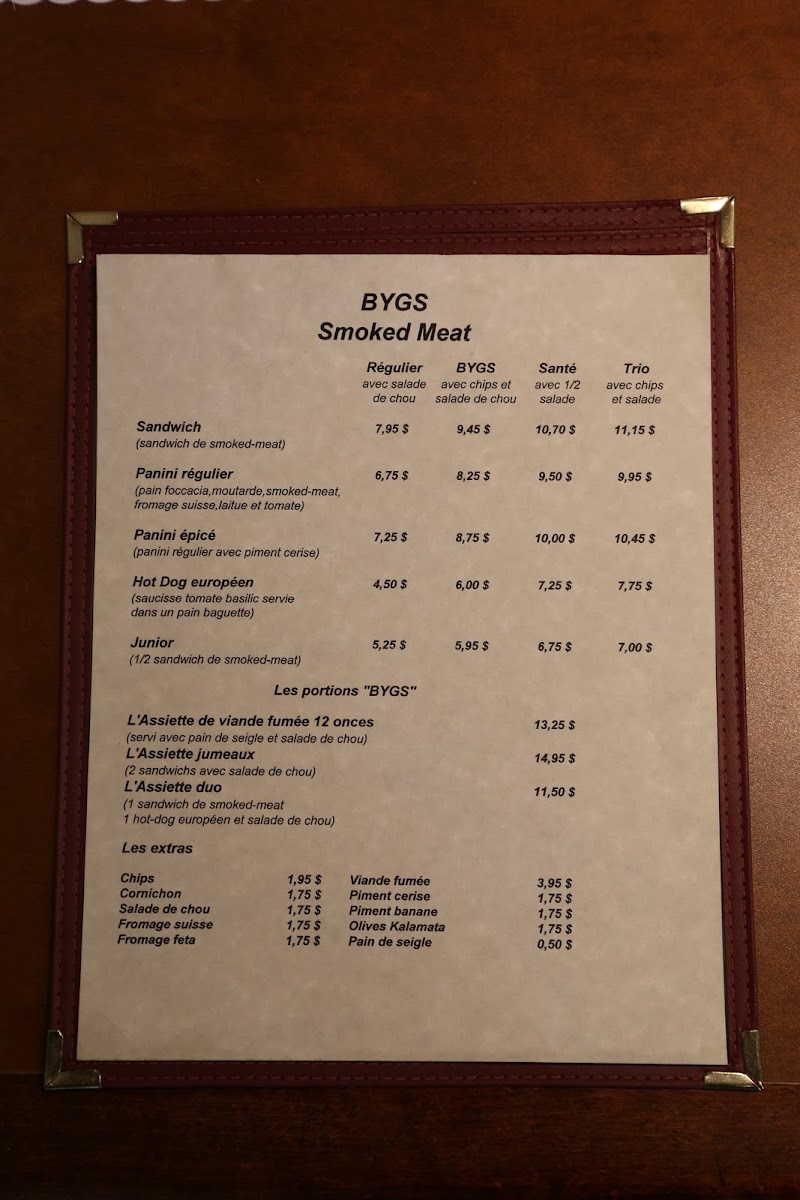 BYGS
Smoked Meat
Régulier BYGS Santé Trio
avec salade avec chips et avec 1/2 avec chips
de chou salade de chou salade et salade
Sandwich 7,95 $ 9,45 $ 10,70 $ 11,15 $
(sandwich de smoked-meat)
Panini régulier 6,75 $ 8,25 $ 9,50 $ 9,95 $
(pain foccacia,moutarde,smoked-meat,
fromage suisse,laitue et tomate)
Panini épicé 7,25 $ 8,75 $ 10,00 $ 10,45 $
(panini régulier avec piment cerise)
Hot Dog européen 4,50 $ 6,00 $ 7,25 $ 7,75 $
(saucisse tomate basilic servie
dans un pain baguette)
Junior 5,25 $ 5,95 $ 6,75 $ 7,00 $
(1/2 sandwich de smoked-meat)
Les portions "BYGS"
L'Assiette de viande fumée 12 onces 13,25 $
(servi avec pain de seigle et salade de chou)
L'Assiette jumeaux 14,95 $
(2 sandwichs avec salade de chou)
L'Assiette duo 11,50 $
(1 sandwich de smoked-meat
1 hot-dog européen et salade de chou)
Les extras
Chips 1,95 $ Viande fumée 3,95 $
Cornichon 1,75 $ Piment cerise 1,75 $
Salade de chou 1,75 $ Piment banane 1,75 $
Fromage suisse 1,75 $ Olives Kalamata 1,75 $
Fromage feta 1,75 $ Pain de seigle 0,50 $